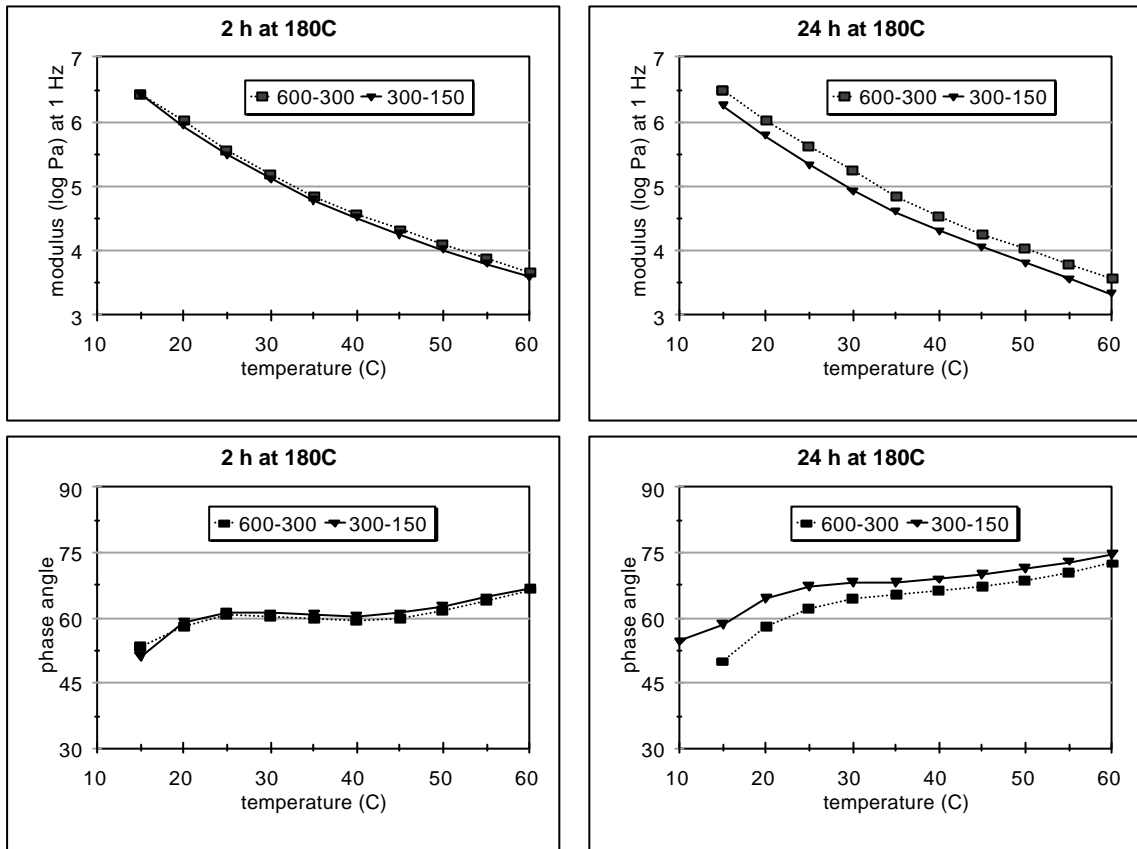 2 h at 180C
modulus (log Pa) at 1 Hz
7
6
5
4
3
600-300 300-150
10 20 30 40 50 60
temperature (C)
24 h at 180C
modulus (log Pa) at 1 Hz
7
6
5
4
3
600-300 300-150
10 20 30 40 50 60
temperature (C)
2 h at 180C
phase angle
90
75
60
45
30
600-300 300-150
10 20 30 40 50 60
temperature (C)
24 h at 180C
phase angle
90
75
60
45
30
600-300 300-150
10 20 30 40 50 60
temperature (C)